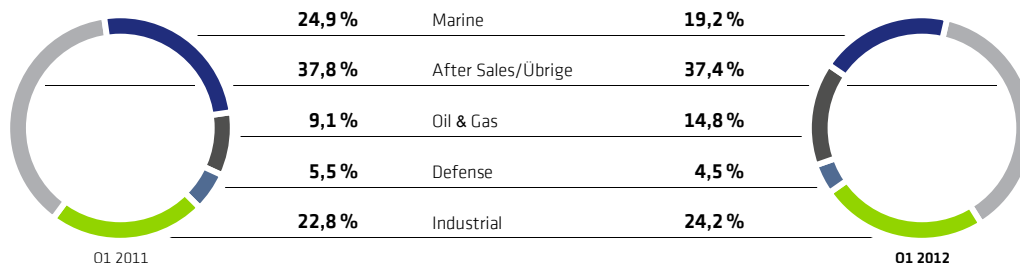 24,9 % Marine 19,2 %
37,8 % After Sales/Übrige 37,4 %
9,1 % Oil & Gas 14,8 %
5,5 % Defense 4,5 %
22,8 % Industrial 24,2 %
Q1 2011 Q1 2012